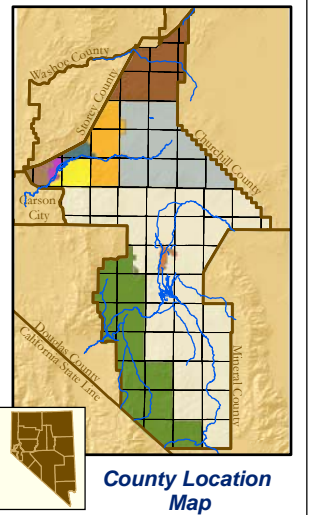 Washoe County
Storey County
Churchill County
Carson
City
Douglas County
California State Line
Mineral County
County Location
Map